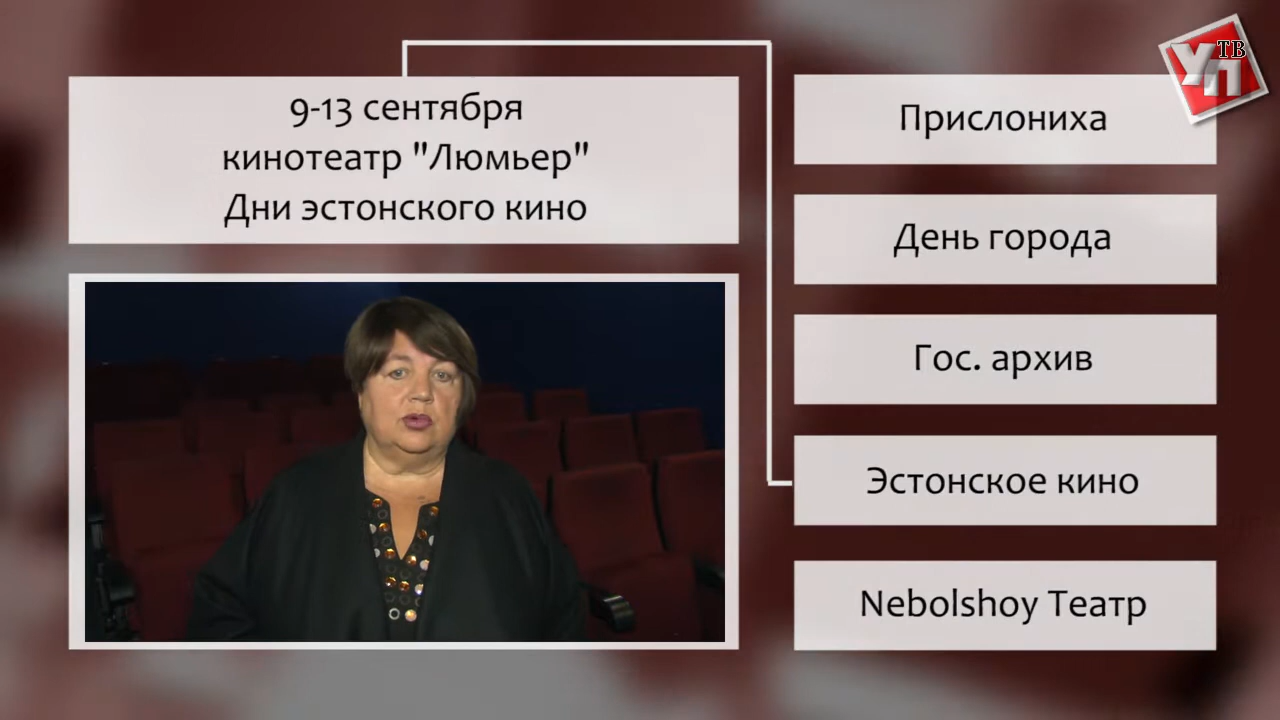 9-13 сентября
кинотеатр "Люмьер"
Дни эстонского кино
УП ТВ
Прислониха
День города
Гос. архив
Эстонское кино
Nebolshoy Театр